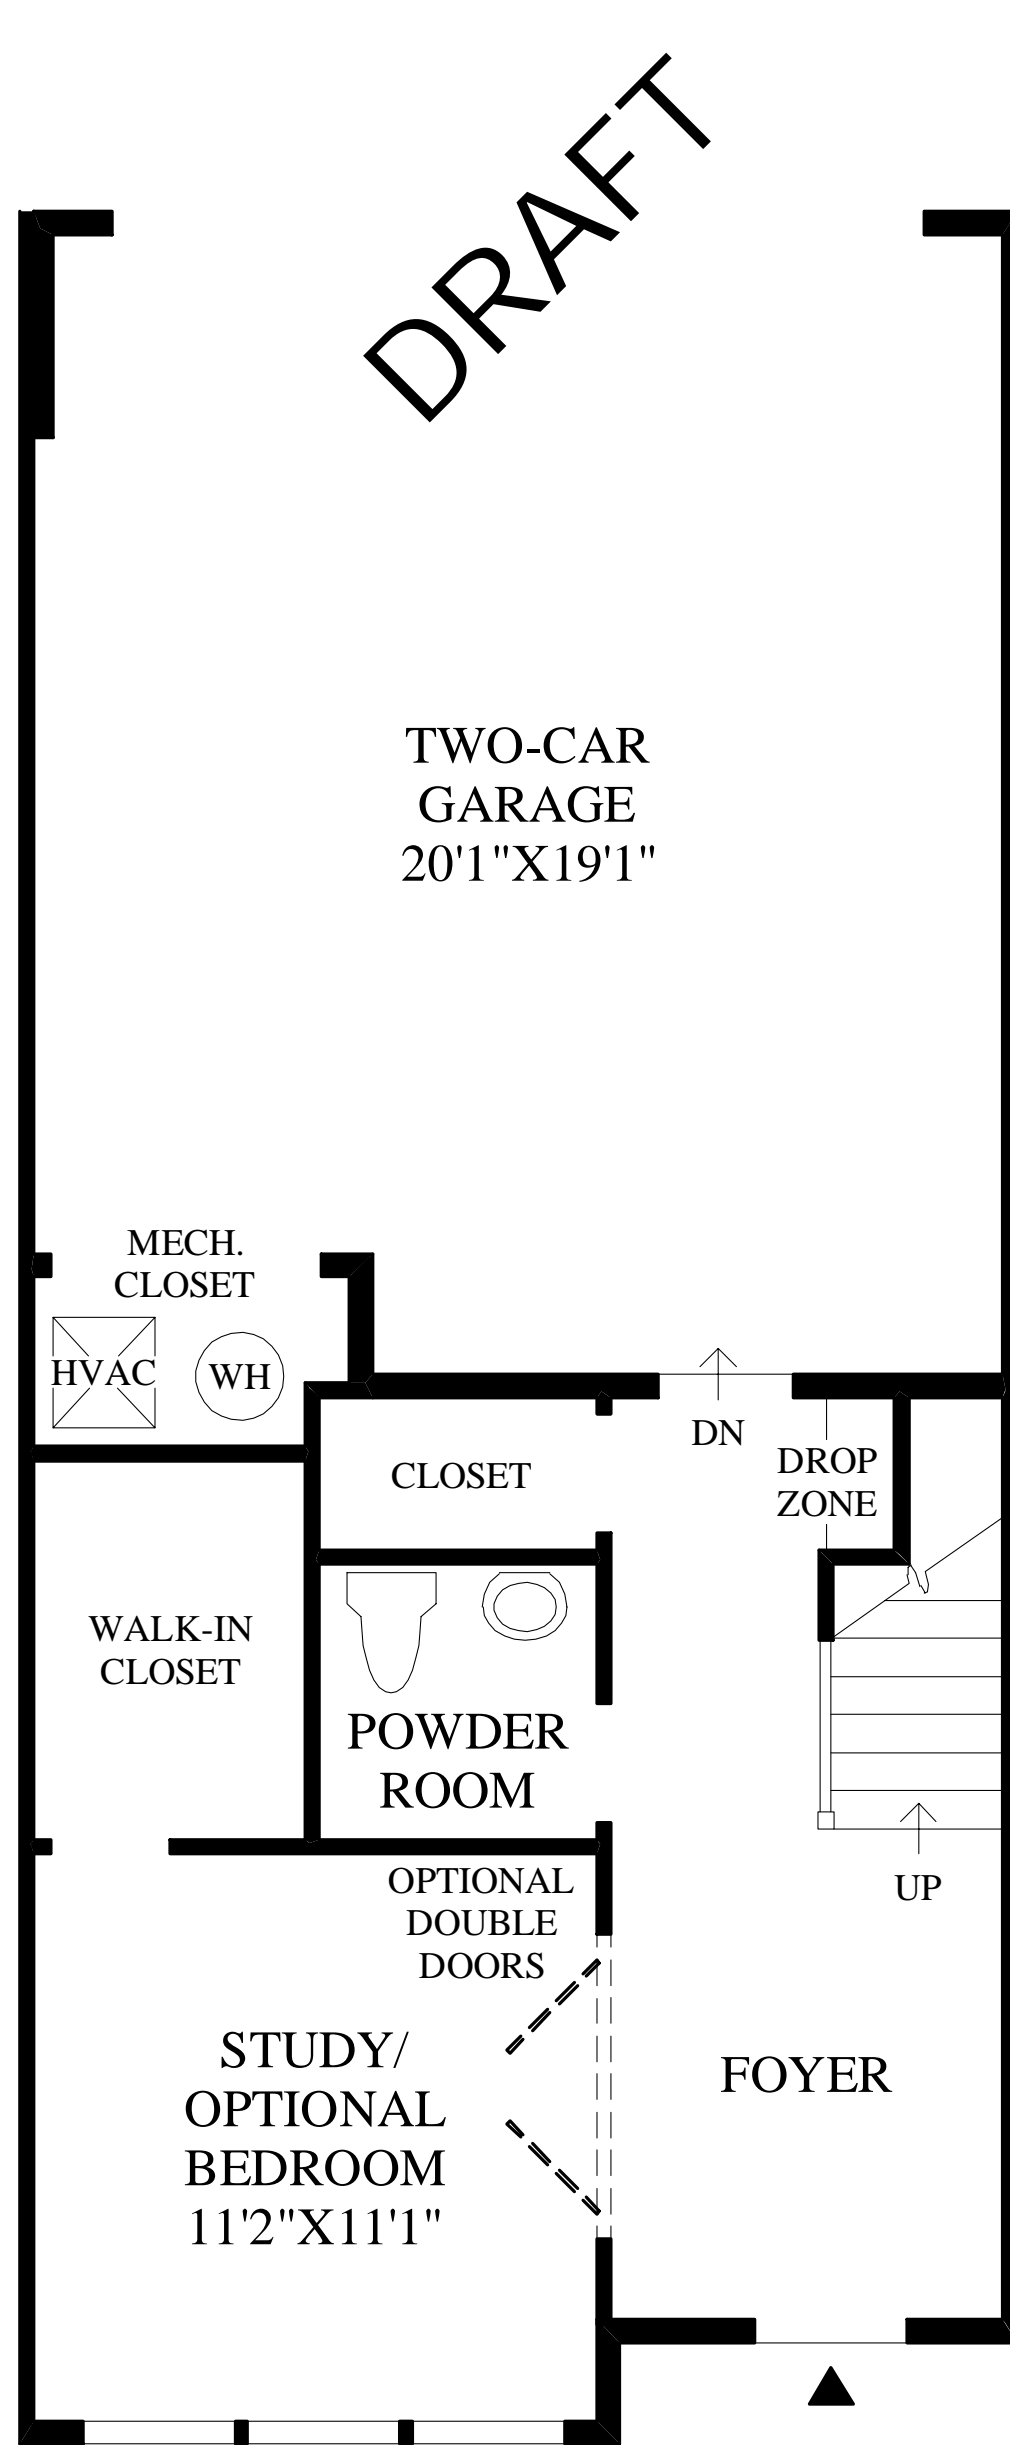 DRAFT
TWO-CAR
GARAGE
20'1"X19'1"
MECH.
CLOSET
HVAC
WH
CLOSET
DN
DROP
ZONE
WALK-IN
CLOSET
POWDER
ROOM
OPTIONAL
DOUBLE
DOORS
UP
STUDY/
OPTIONAL
BEDROOM
11'2"X11'1"
FOYER